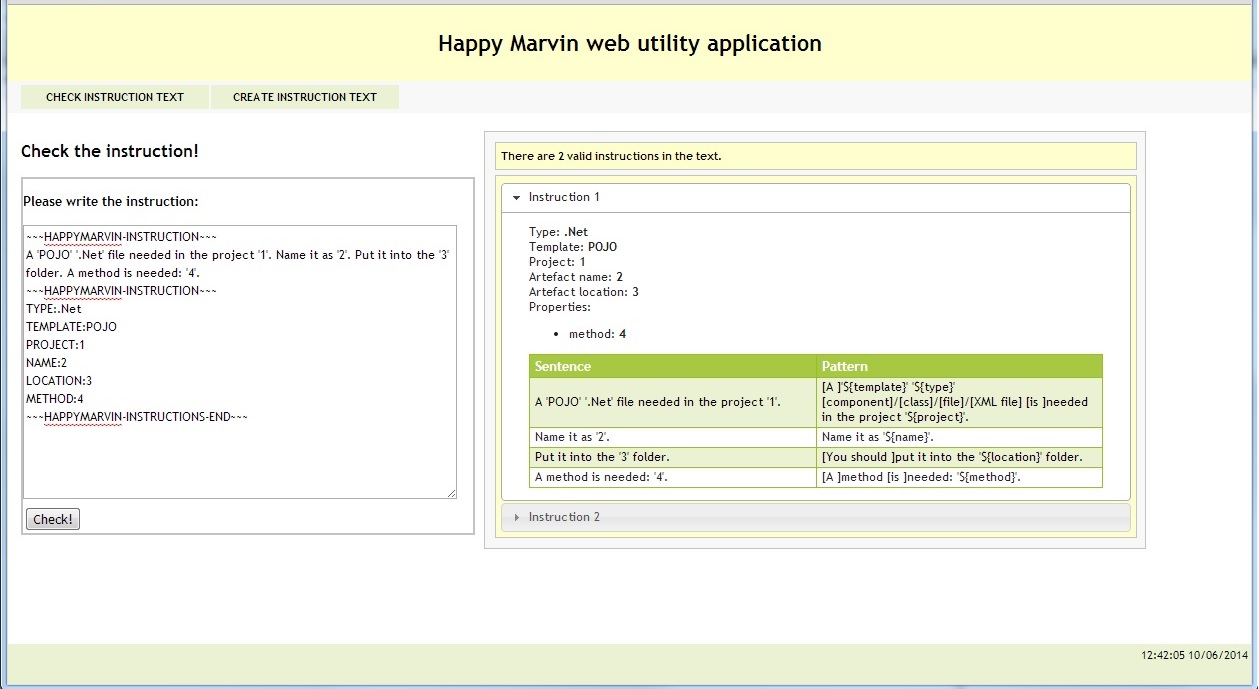 Happy Marvin web utility application
CHECK INSTRUCTION TEXT
CREATE INSTRUCTION TEXT
Check the instruction!
Please write the instruction:
~~~HAPPYMARVIN-INSTRUCTION~~~
A 'POJO' '.Net' file needed in the project '1'. Name it as '2'. Put it into the '3'
folder. A method is needed: '4'.
~~~HAPPYMARVIN-INSTRUCTION~~~
TYPE:.Net
TEMPLATE:POJO
PROJECT:1
NAME:2
LOCATION:3
METHOD:4
~~~HAPPYMARVIN-INSTRUCTIONS-END~~~
Check!
There are 2 valid instructions in the text.
Instruction 1
Type: .Net
Template: POJO
Project: 1
Artefact name: 2
Artefact location: 3
Properties:
• method: 4
Sentence Pattern
A 'POJO' '.Net' file needed in the project '1'.
[A ]'${template}' '${type}'
[component]/[class]/[file]/[XML file] [is ]needed
in the project '${project}'.
Name it as '2'. Name it as '${name}'.
Put it into the '3' folder. [You should ]put it into the '${location}' folder.
A method is needed: '4'. [A ]method [is ]needed: '${method}'.
Instruction 2
12:42:05 10/06/2014